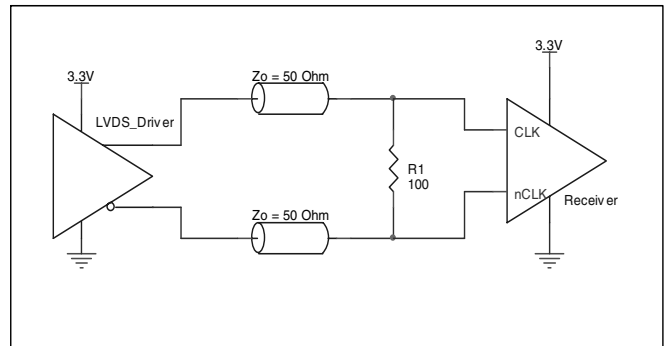 3.3V
Zo = 50 Ohm
3.3V
LVDS_Driver
CLK
R1
100
nCLK
Receiver
Zo = 50 Ohm